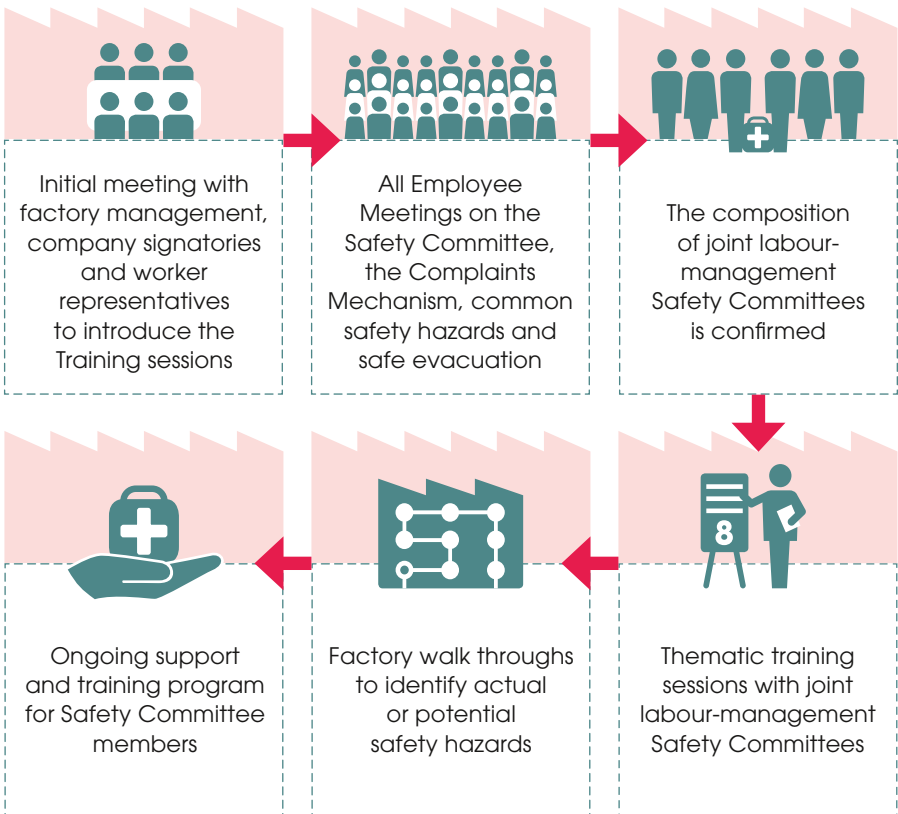 Initial meeting with
factory management,
company signatories
and worker
representatives
to introduce the
Training sessions
All Employee
Meetings on the
Safety Committee,
the Complaints
Mechanism, common
safety hazards and
safe evacuation
The composition
of joint labour-
management
Safety Committees
is confirmed
8
Thematic training
sessions with joint
labour-management
Safety Committees
Factory walk throughs
to identify actual
or potential
safety hazards
Ongoing support
and training program
for Safety Committee
members